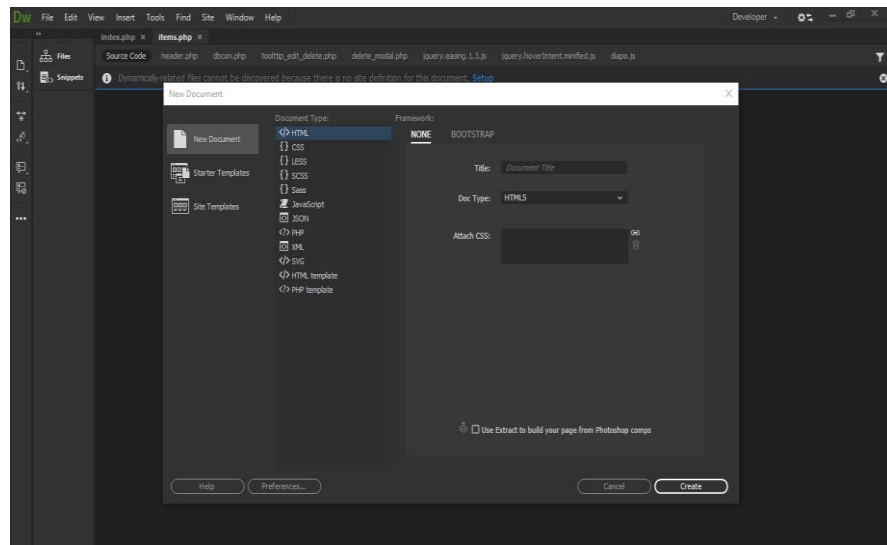 Dw File Edit View Insert Tools Find Site Window Help Developer
index.php × items.php ×
Files Source Code header.php dbcon.php tooltip_edit_delete.php delete_modal.php jquery.easing.1.3.js jquery.hoverIntent.minified.js diapo.js
Snippets Dynamically-related files cannot be discovered because there is no site definition for this document. Setup
New Document
Document Type: Framework:
New Document
Starter Templates
Site Templates
</> HTML
{} CSS
{} LESS
{} SCSS
{} Sass
JavaScript
JSON
<?> PHP
XML
</> SVG
</> HTML template
<?> PHP template
NONE BOOTSTRAP
Title: Document Title
Doc Type: HTML5
Attach CSS:
Use Extract to build your page from Photoshop comps
Help Preferences... Cancel Create